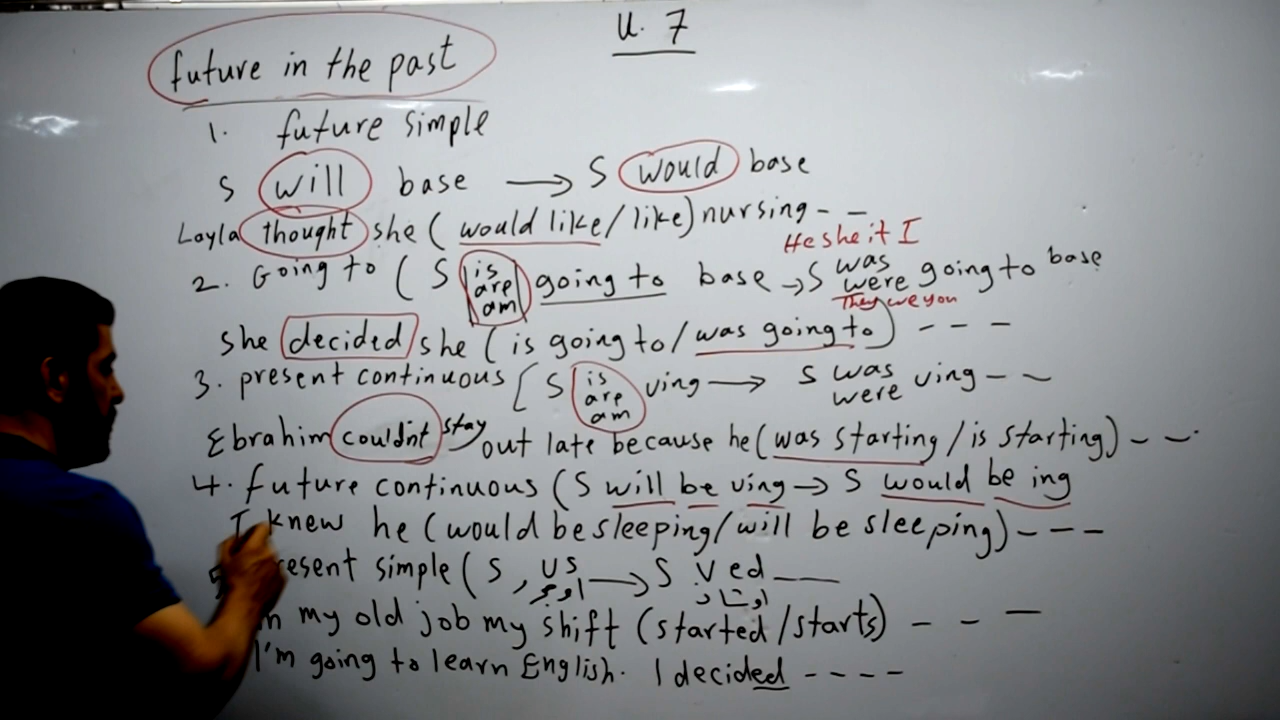 U. 7
future in the past
1. future simple
S will base → S would base
Layla thought she (would like/like) nursing - -
He she it I
2. Going to ( S is are am going to base → S was were going to base
They we you
she decided she (is going to/was going to) - - -
3. present continuous [ S is are am ving → S was were ving - -
Ebrahim couldn't stay out late because he (was starting/is starting) - -
4. future continuous (S will be ving → S would be ing
I knew he (would be sleeping/will be sleeping) - - -
5 resent simple ( S , vs → S ved
n my old job my shift (started/starts) - - -
I'm going to learn English. I decided - - - -